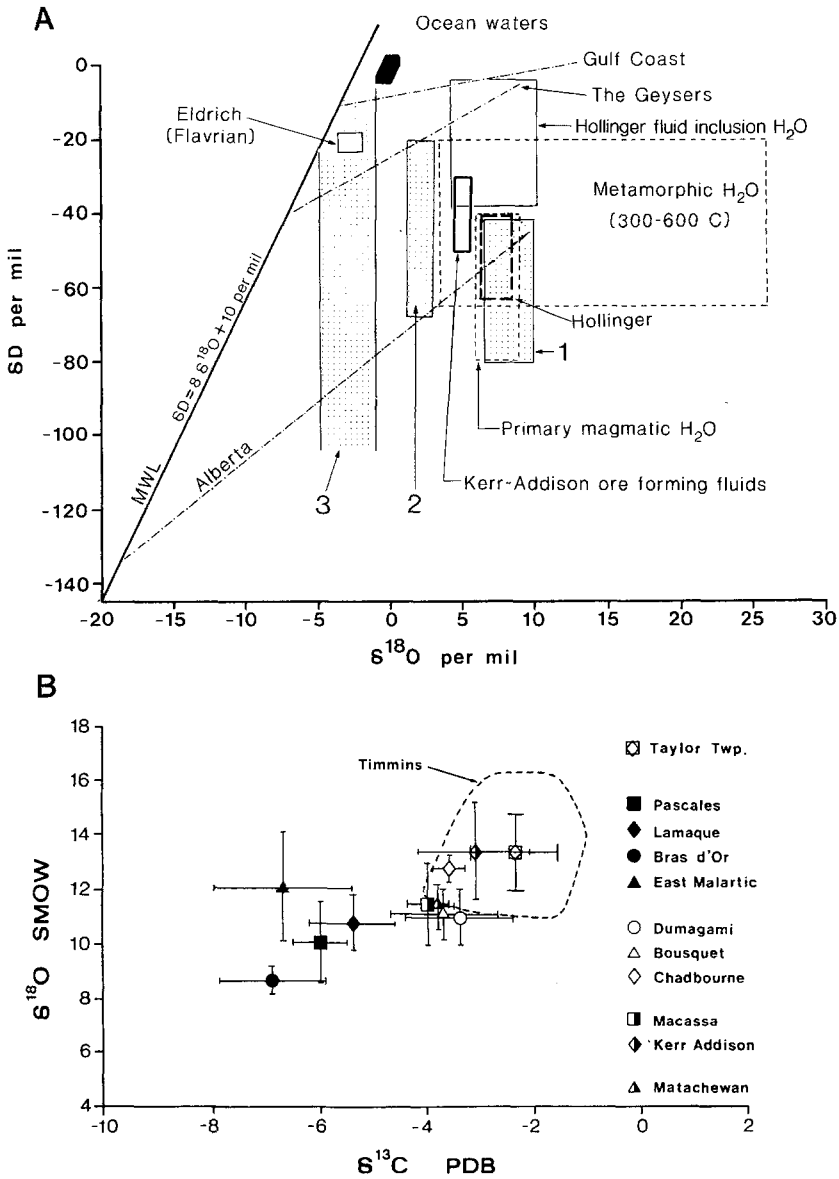 A
Ocean waters
Gulf Coast
The Geysers
Hollinger fluid inclusion H₂O
Eldrich
(Flavrian)
Metamorphic H₂O
(300-600 C)
Hollinger
1
Primary magmatic H₂O
Kerr-Addison ore forming fluids
2
3
Alberta
MWL
δD=8 δ¹⁸O+10 per mil
δD per mil
0
-20
-40
-60
-80
-100
-120
-140
-20 -15 -10 -5 0 5 10 15 20 25 30
δ¹⁸O per mil
B
δ¹⁸O SMOW
18
16
14
12
10
8
6
4
Timmins
Taylor Twp.
Pascales
Lamaque
Bras d'Or
East Malartic
Dumagami
Bousquet
Chadbourne
Macassa
Kerr Addison
Matachewan
-10 -8 -6 -4 -2 0 2
δ¹³C PDB